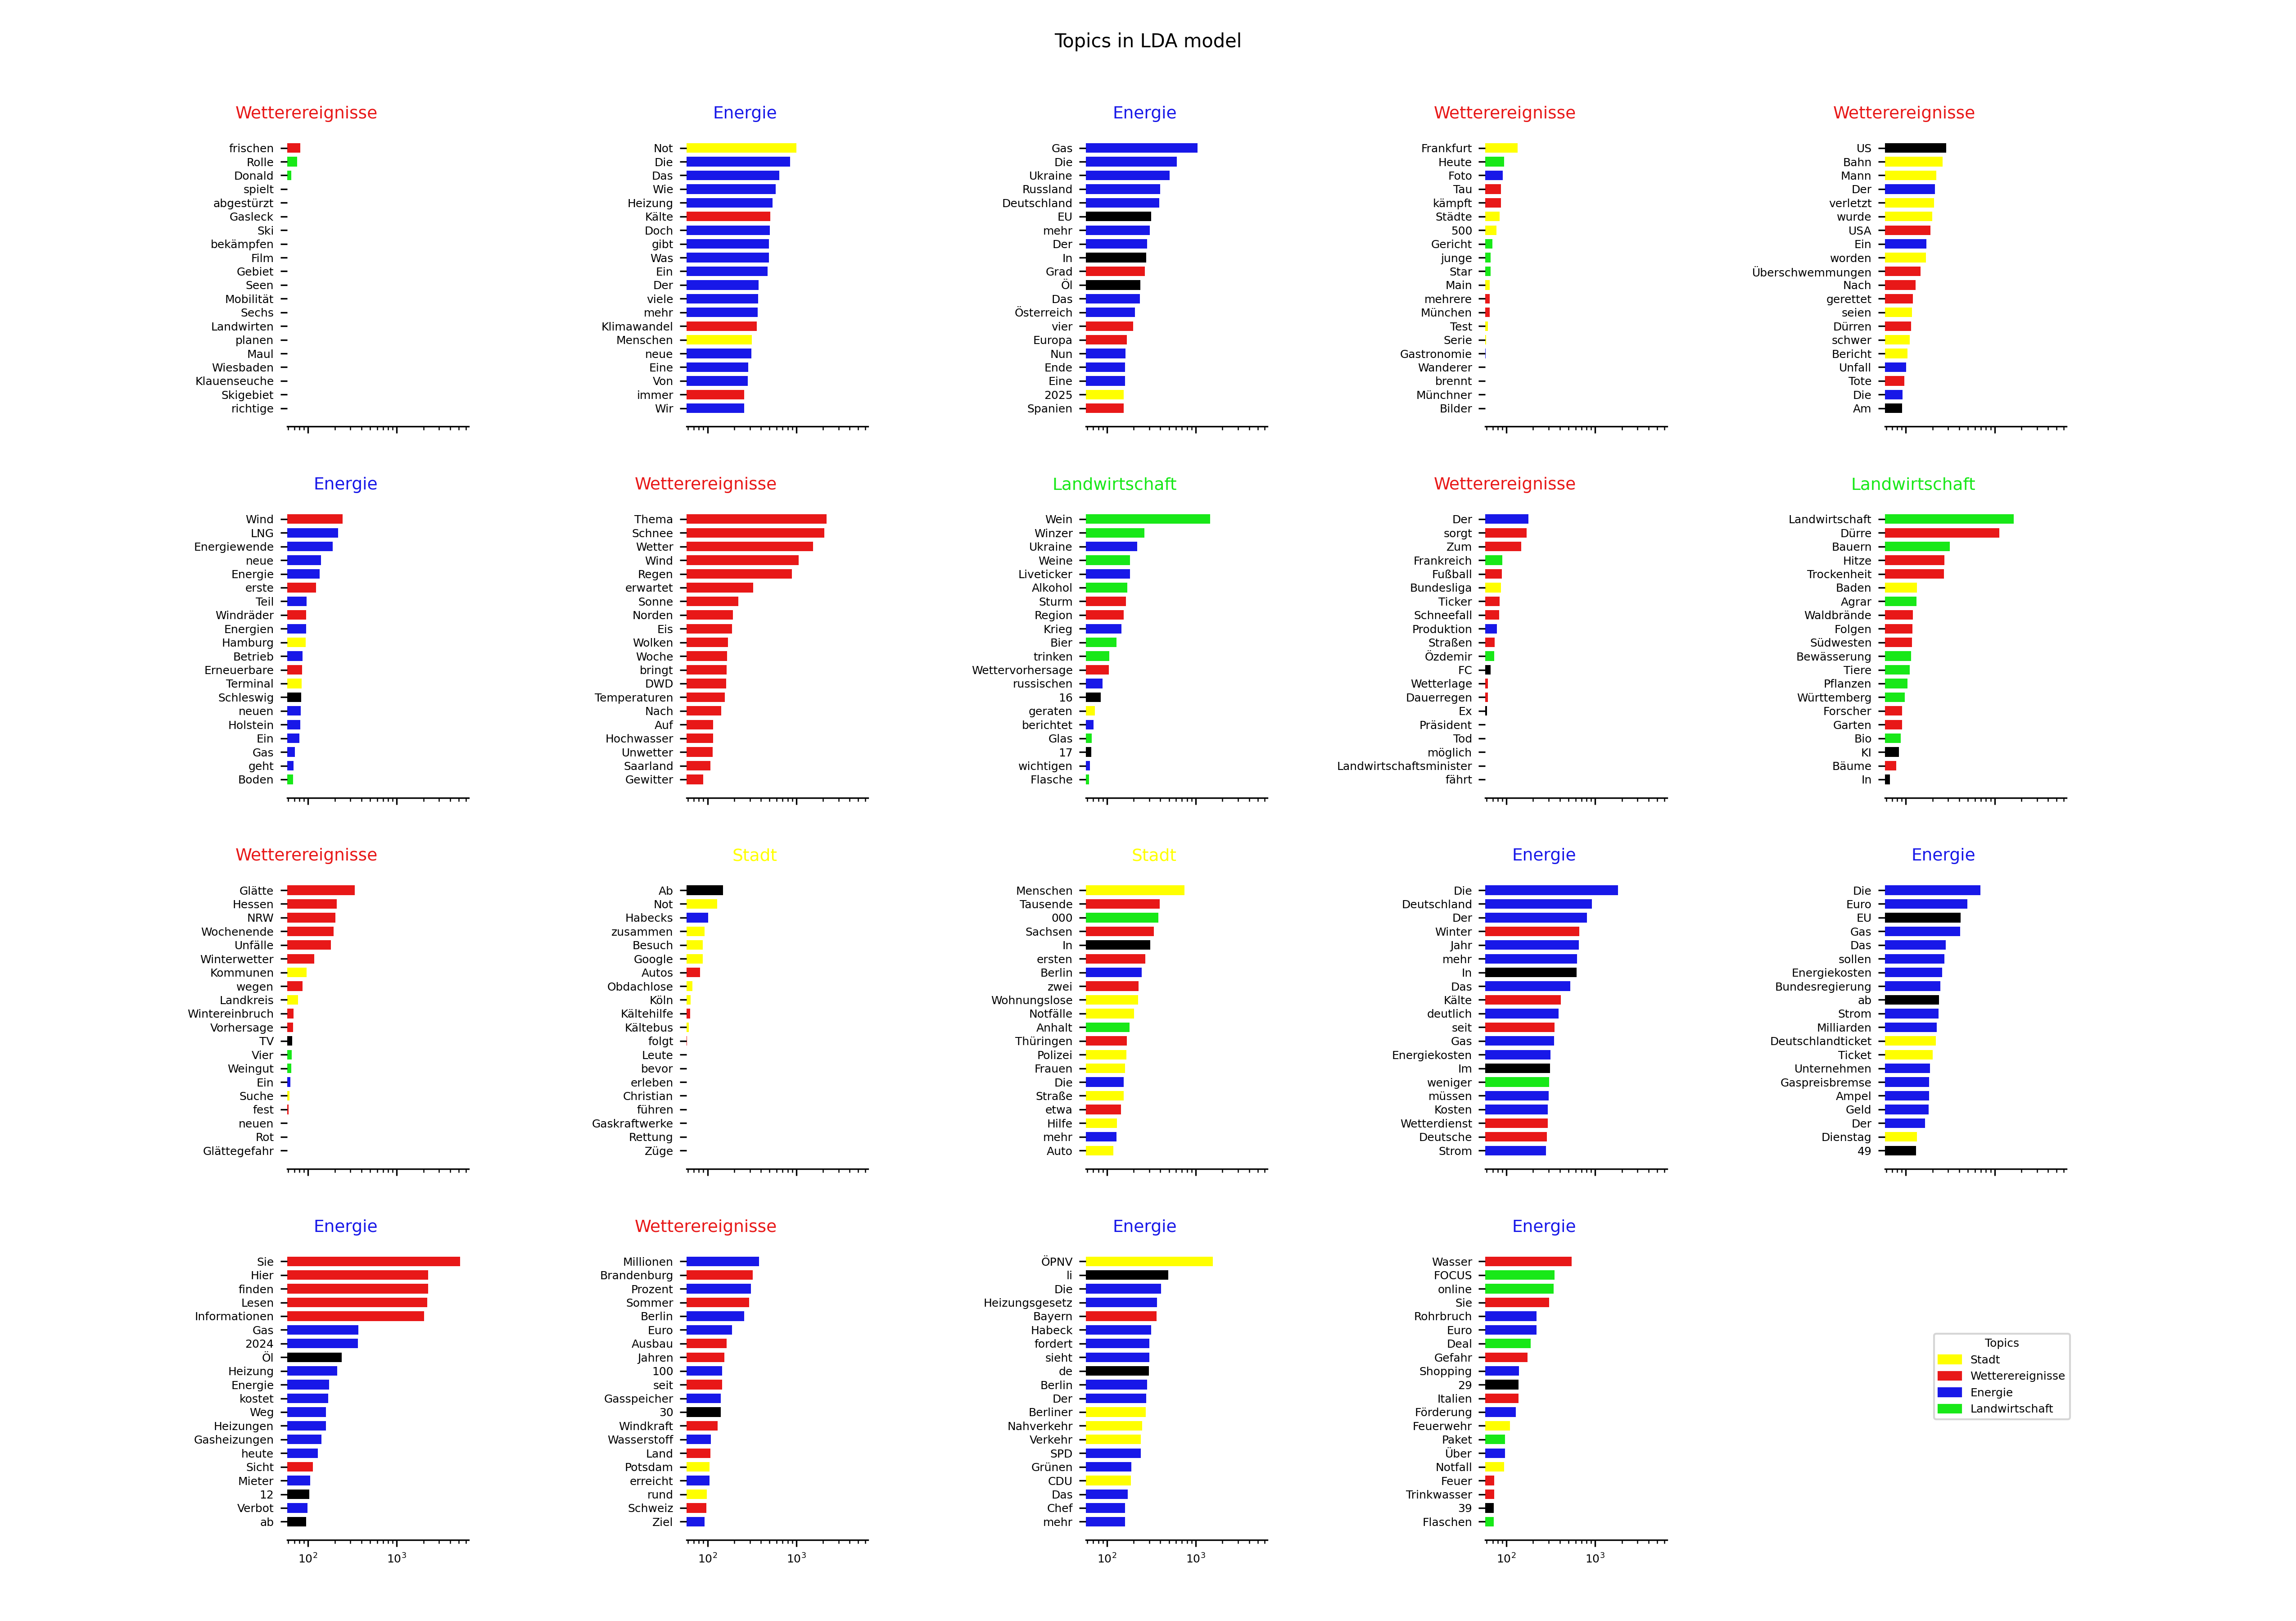 Topics in LDA model
Wetterereignisse
frischen
Rolle
Donald
spielt
abgestürzt
Gasleck
Ski
bekämpfen
Film
Gebiet
Seen
Mobilität
Sechs
Landwirten
planen
Maul
Wiesbaden
Klauenseuche
Skigebiet
richtige
Energie
Not
Die
Das
Wie
Heizung
Kälte
Doch
gibt
Was
Ein
Der
viele
mehr
Klimawandel
Menschen
neue
Eine
Von
immer
Wir
Energie
Gas
Die
Ukraine
Russland
Deutschland
EU
mehr
Der
In
Grad
Öl
Das
Österreich
vier
Europa
Nun
Ende
Eine
2025
Spanien
Wetterereignisse
Frankfurt
Heute
Foto
Tau
kämpft
Städte
500
Gericht
junge
Star
Main
mehrere
München
Test
Serie
Gastronomie
Wanderer
brennt
Münchner
Bilder
Wetterereignisse
US
Bahn
Mann
Der
verletzt
wurde
USA
Ein
worden
Überschwemmungen
Nach
gerettet
seien
Dürren
schwer
Bericht
Unfall
Tote
Die
Am
Energie
Wind
LNG
Energiewende
neue
Energie
erste
Teil
Windräder
Energien
Hamburg
Betrieb
Erneuerbare
Terminal
Schleswig
neuen
Holstein
Ein
Gas
geht
Boden
Wetterereignisse
Thema
Schnee
Wetter
Wind
Regen
erwartet
Sonne
Norden
Eis
Wolken
Woche
bringt
DWD
Temperaturen
Nach
Auf
Hochwasser
Unwetter
Saarland
Gewitter
Landwirtschaft
Wein
Winzer
Ukraine
Weine
Liveticker
Alkohol
Sturm
Region
Krieg
Bier
trinken
Wettervorhersage
russischen
16
geraten
berichtet
Glas
17
wichtigen
Flasche
Wetterereignisse
Der
sorgt
Zum
Frankreich
Fußball
Bundesliga
Ticker
Schneefall
Produktion
Straßen
Özdemir
FC
Wetterlage
Dauerregen
Ex
Präsident
Tod
möglich
Landwirtschaftsminister
fährt
Landwirtschaft
Landwirtschaft
Dürre
Bauern
Hitze
Trockenheit
Baden
Agrar
Waldbrände
Folgen
Südwesten
Bewässerung
Tiere
Pflanzen
Württemberg
Forscher
Garten
Bio
KI
Bäume
In
Wetterereignisse
Glätte
Hessen
NRW
Wochenende
Unfälle
Winterwetter
Kommunen
wegen
Landkreis
Wintereinbruch
Vorhersage
TV
Vier
Weingut
Ein
Suche
fest
neuen
Rot
Glättegefahr
Stadt
Ab
Not
Habecks
zusammen
Besuch
Google
Autos
Obdachlose
Köln
Kältehilfe
Kältebus
folgt
Leute
bevor
erleben
Christian
führen
Gaskraftwerke
Rettung
Züge
Stadt
Menschen
Tausende
000
Sachsen
In
ersten
Berlin
zwei
Wohnungslose
Notfälle
Anhalt
Thüringen
Polizei
Frauen
Die
Straße
etwa
Hilfe
mehr
Auto
Energie
Die
Deutschland
Der
Winter
Jahr
mehr
In
Das
Kälte
deutlich
seit
Gas
Energiekosten
Im
weniger
müssen
Kosten
Wetterdienst
Deutsche
Strom
Energie
Die
Euro
EU
Gas
Das
sollen
Energiekosten
Bundesregierung
ab
Strom
Milliarden
Deutschlandticket
Ticket
Unternehmen
Gaspreisbremse
Ampel
Geld
Der
Dienstag
49
Energie
Sie
Hier
finden
Lesen
Informationen
Gas
2024
Öl
Heizung
Energie
kostet
Weg
Heizungen
Gasheizungen
heute
Sicht
Mieter
12
Verbot
ab
10² 10³
Wetterereignisse
Millionen
Brandenburg
Prozent
Sommer
Berlin
Euro
Ausbau
Jahren
100
seit
Gasspeicher
30
Windkraft
Wasserstoff
Land
Potsdam
erreicht
rund
Schweiz
Ziel
10² 10³
Energie
ÖPNV
li
Die
Heizungsgesetz
Bayern
Habeck
fordert
sieht
de
Berlin
Der
Berliner
Nahverkehr
Verkehr
SPD
Grünen
CDU
Das
Chef
mehr
10² 10³
Energie
Wasser
FOCUS
online
Sie
Rohrbruch
Euro
Deal
Gefahr
Shopping
29
Italien
Förderung
Feuerwehr
Paket
Über
Notfall
Feuer
Trinkwasser
39
Flaschen
10² 10³
Topics
Stadt
Wetterereignisse
Energie
Landwirtschaft